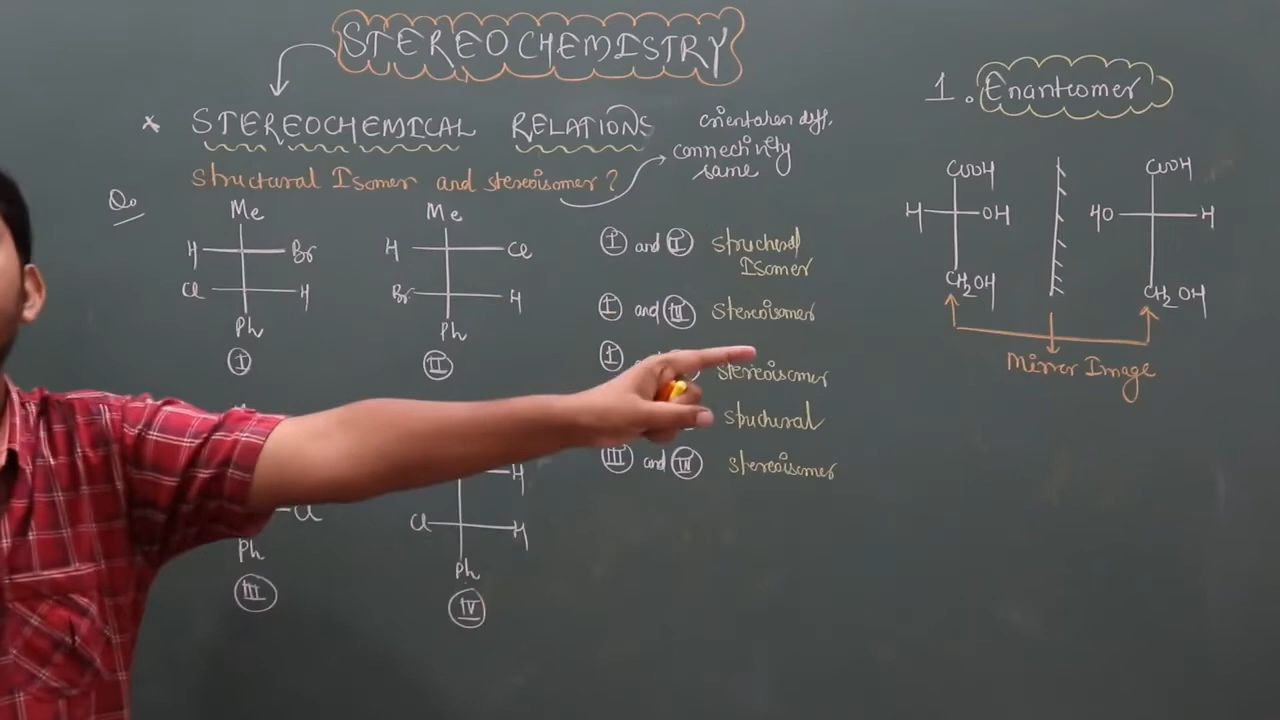 STEREOCHEMISTRY
* STEREOCHEMICAL RELATIONS
orientation diff.
connectivity
same
Structural Isomer and stereoisomer?
Q.
Me
H Br
Cl H
Ph
I
Me
H Cl
Br H
Ph
II
Ph
III
H
Cl H
Ph
IV
I and II Structural
Isomer
I and III Stereoisomer
I
stereoisomer
structural
III and IV stereoisomer
1. Enantiomer
COOH
H OH
CH2OH
COOH
HO H
CH2OH
Mirror Image